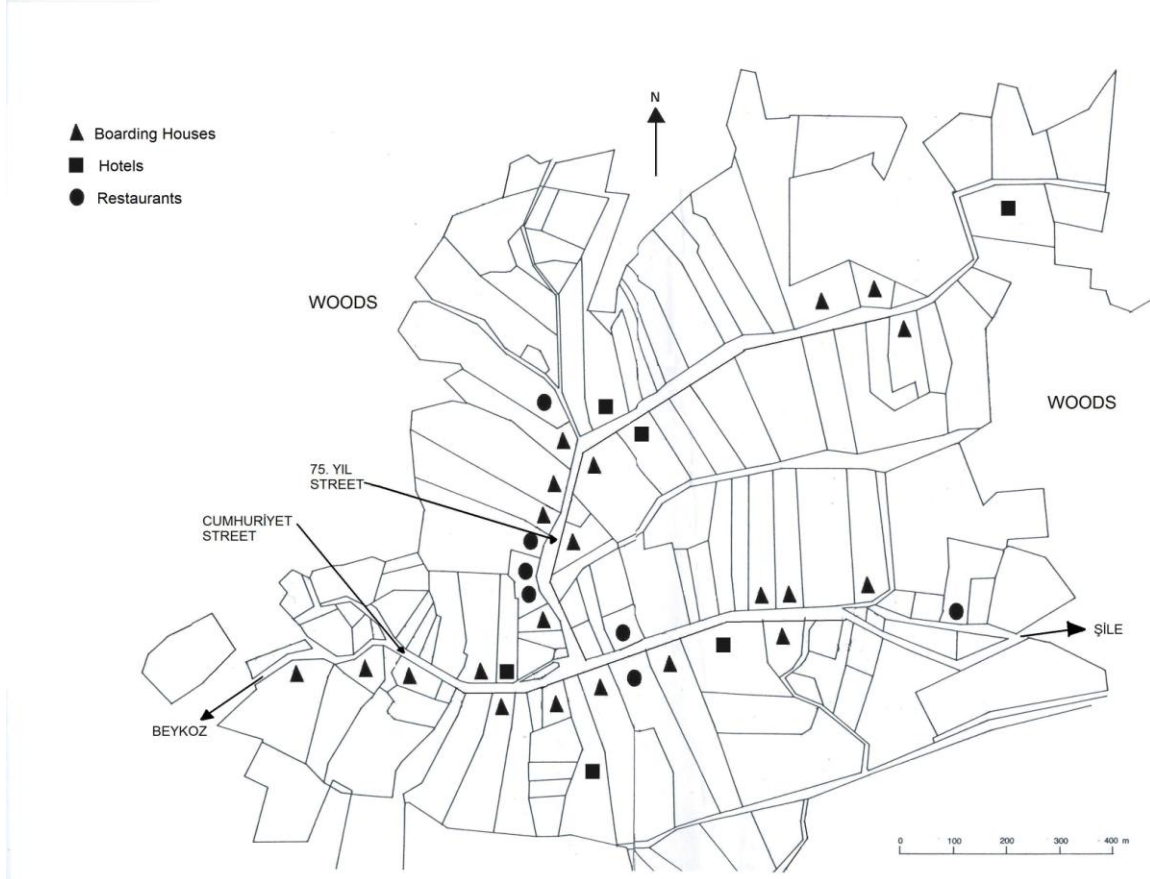 N
Boarding Houses
Hotels
Restaurants
WOODS
WOODS
75. YIL
STREET
CUMHURİYET
STREET
ŞİLE
BEYKOZ
0 100 200 300 400 m